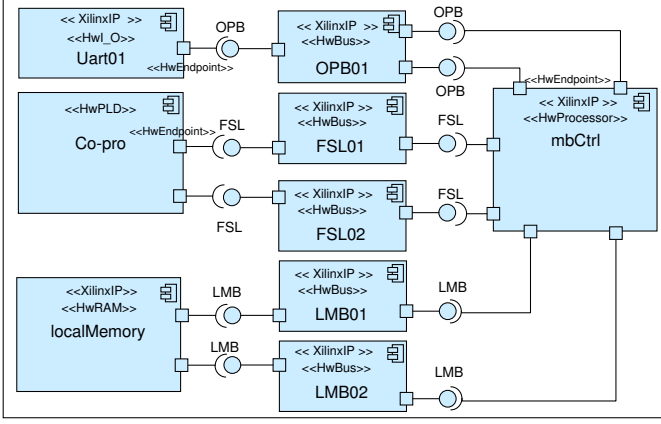 << XilinxIP >>
<<HwI_O>>
Uart01
<<HwEndpoint>>
OPB
<< XilinxIP >>
<<HwBus>>
OPB01
OPB
OPB
<<HwEndpoint>>
<< XilinxIP >>
<<HwProcessor>>
mbCtrl
<<HwPLD>>
<<HwEndpoint>>
Co-pro
FSL
<< XilinxIP >>
<<HwBus>>
FSL01
FSL
FSL
<< XilinxIP >>
<<HwBus>>
FSL02
FSL
<<XilinxIP>>
<<HwRAM>>
localMemory
LMB
<< XilinxIP >>
<<HwBus>>
LMB01
LMB
LMB
<< XilinxIP >>
<<HwBus>>
LMB02
LMB